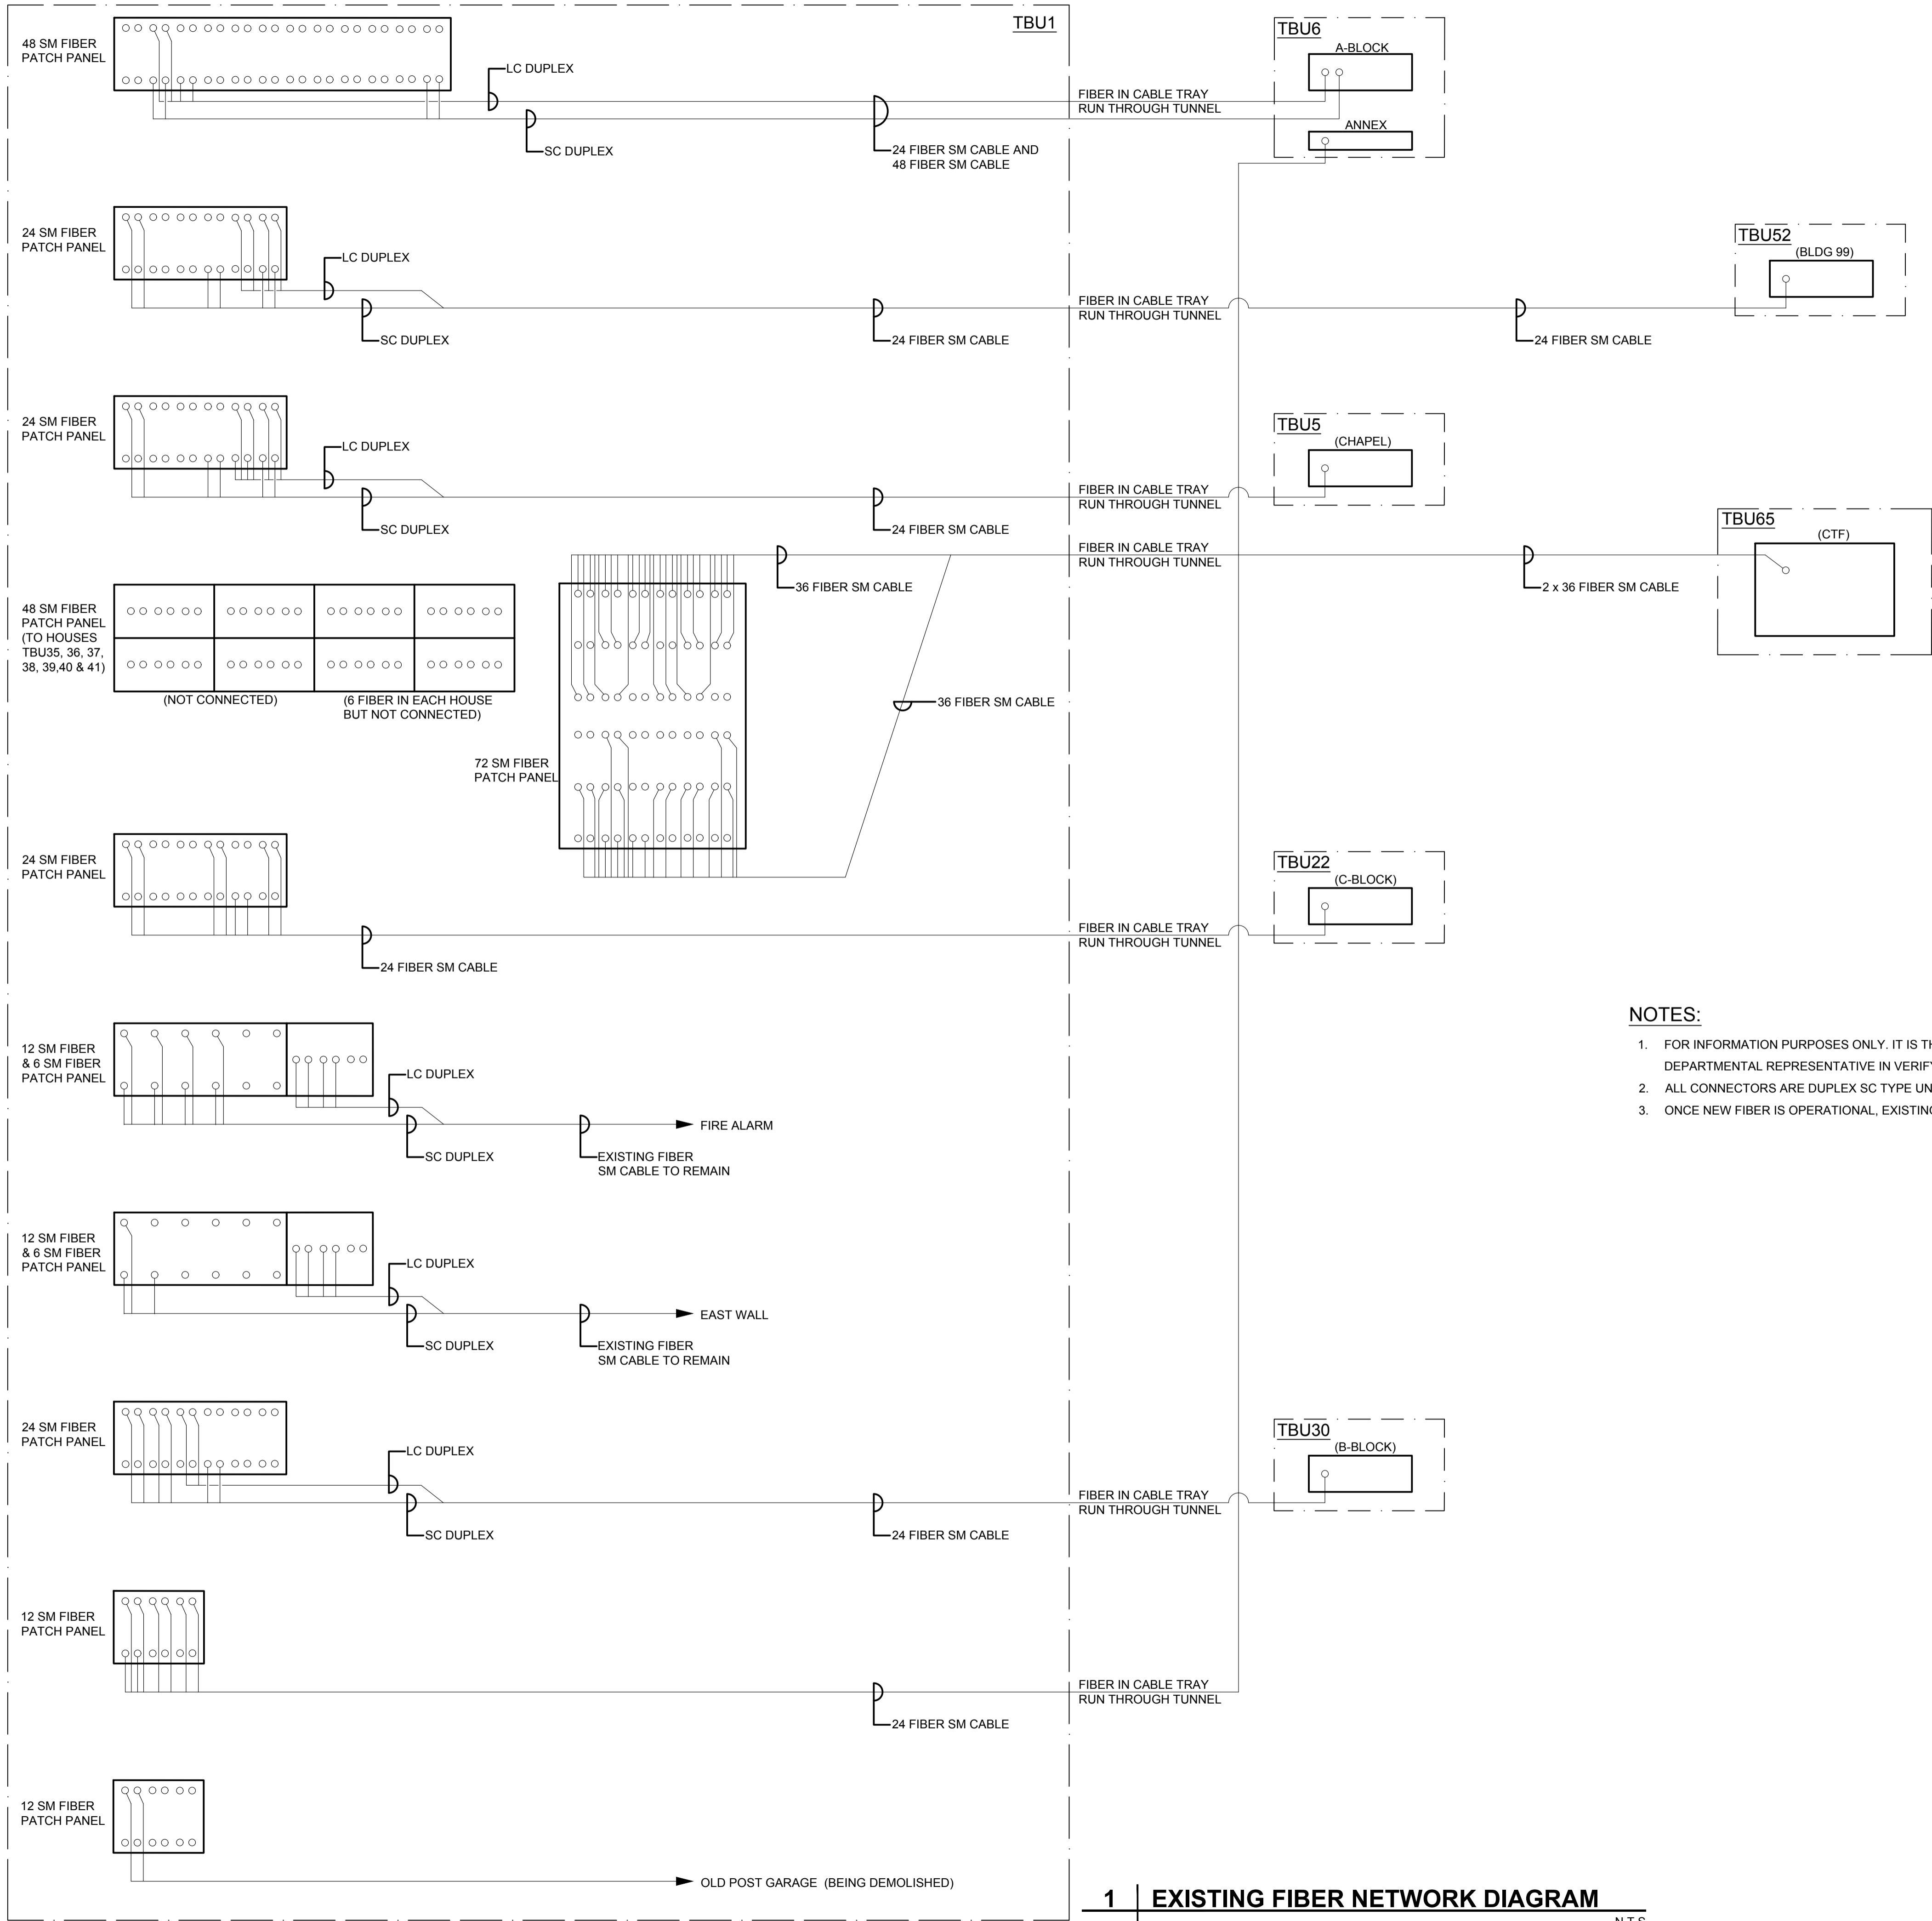 TBU1
48 SM FIBER
PATCH PANEL
LC DUPLEX
SC DUPLEX
24 FIBER SM CABLE AND
48 FIBER SM CABLE
FIBER IN CABLE TRAY
RUN THROUGH TUNNEL
TBU6
A-BLOCK
ANNEX
24 SM FIBER
PATCH PANEL
LC DUPLEX
SC DUPLEX
24 FIBER SM CABLE
FIBER IN CABLE TRAY
RUN THROUGH TUNNEL
24 FIBER SM CABLE
TBU52
(BLDG 99)
24 SM FIBER
PATCH PANEL
LC DUPLEX
SC DUPLEX
24 FIBER SM CABLE
FIBER IN CABLE TRAY
RUN THROUGH TUNNEL
TBU5
(CHAPEL)
48 SM FIBER
PATCH PANEL
(TO HOUSES
TBU35, 36, 37,
38, 39,40 & 41)
(NOT CONNECTED)
(6 FIBER IN EACH HOUSE
BUT NOT CONNECTED)
72 SM FIBER
PATCH PANEL
36 FIBER SM CABLE
36 FIBER SM CABLE
FIBER IN CABLE TRAY
RUN THROUGH TUNNEL
2 x 36 FIBER SM CABLE
TBU65
(CTF)
24 SM FIBER
PATCH PANEL
24 FIBER SM CABLE
FIBER IN CABLE TRAY
RUN THROUGH TUNNEL
TBU22
(C-BLOCK)
12 SM FIBER
& 6 SM FIBER
PATCH PANEL
LC DUPLEX
SC DUPLEX
EXISTING FIBER
SM CABLE TO REMAIN
FIRE ALARM
NOTES:
1. FOR INFORMATION PURPOSES ONLY. IT IS
DEPARTMENTAL REPRESENTATIVE IN
2. ALL CONNECTORS ARE DUPLEX SC TYPE
3. ONCE NEW FIBER IS OPERATIONAL,
12 SM FIBER
& 6 SM FIBER
PATCH PANEL
LC DUPLEX
SC DUPLEX
EXISTING FIBER
SM CABLE TO REMAIN
EAST WALL
24 SM FIBER
PATCH PANEL
LC DUPLEX
SC DUPLEX
24 FIBER SM CABLE
FIBER IN CABLE TRAY
RUN THROUGH TUNNEL
TBU30
(B-BLOCK)
12 SM FIBER
PATCH PANEL
24 FIBER SM CABLE
FIBER IN CABLE TRAY
RUN THROUGH TUNNEL
12 SM FIBER
PATCH PANEL
OLD POST GARAGE (BEING DEMOLISHED)
1 EXISTING FIBER NETWORK DIAGRAM